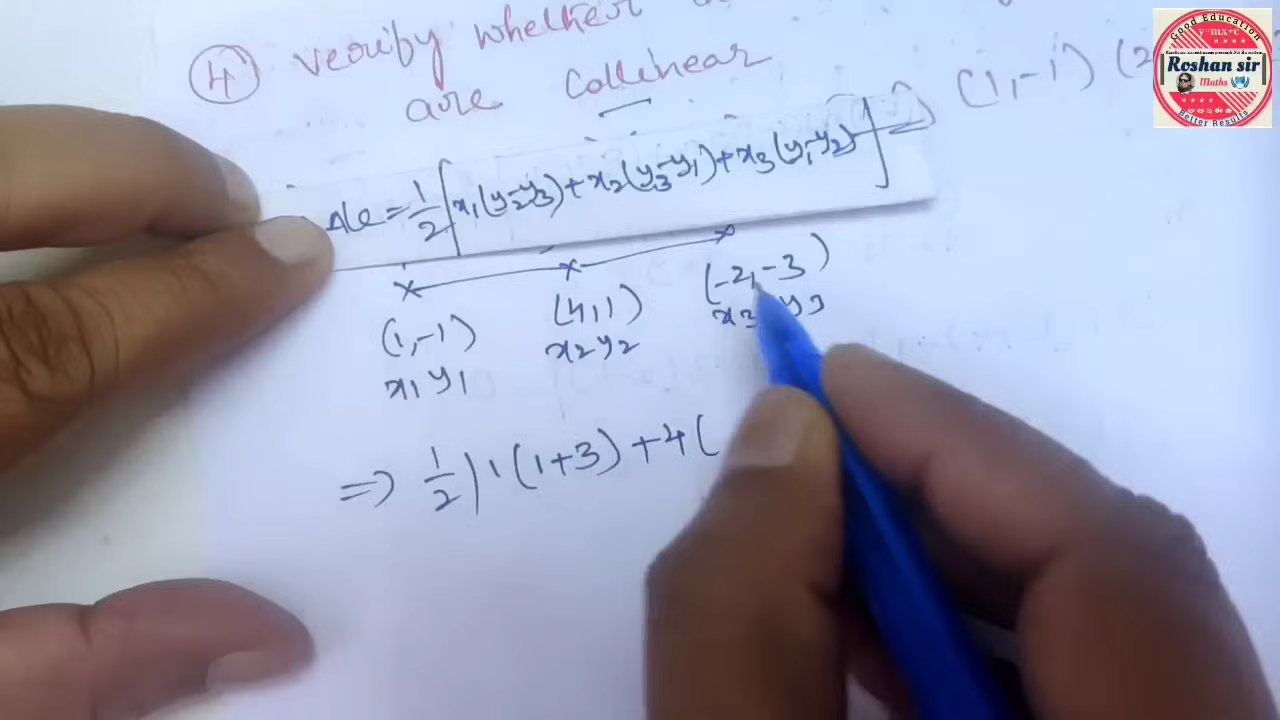 ④ Verify whether
are collinear
(1,-1) (2
Δle = 1/2 | x1(y2-y3)+x2(y3-y1)+x3(y1-y2) |
(1,-1) (4,1) (-2,-3)
x1 y1 x2 y2 x3 y3
⇒ 1/2 | 1(1+3)+4(
Good Education
y=mx+c
Roshan sir
Maths
Better Results